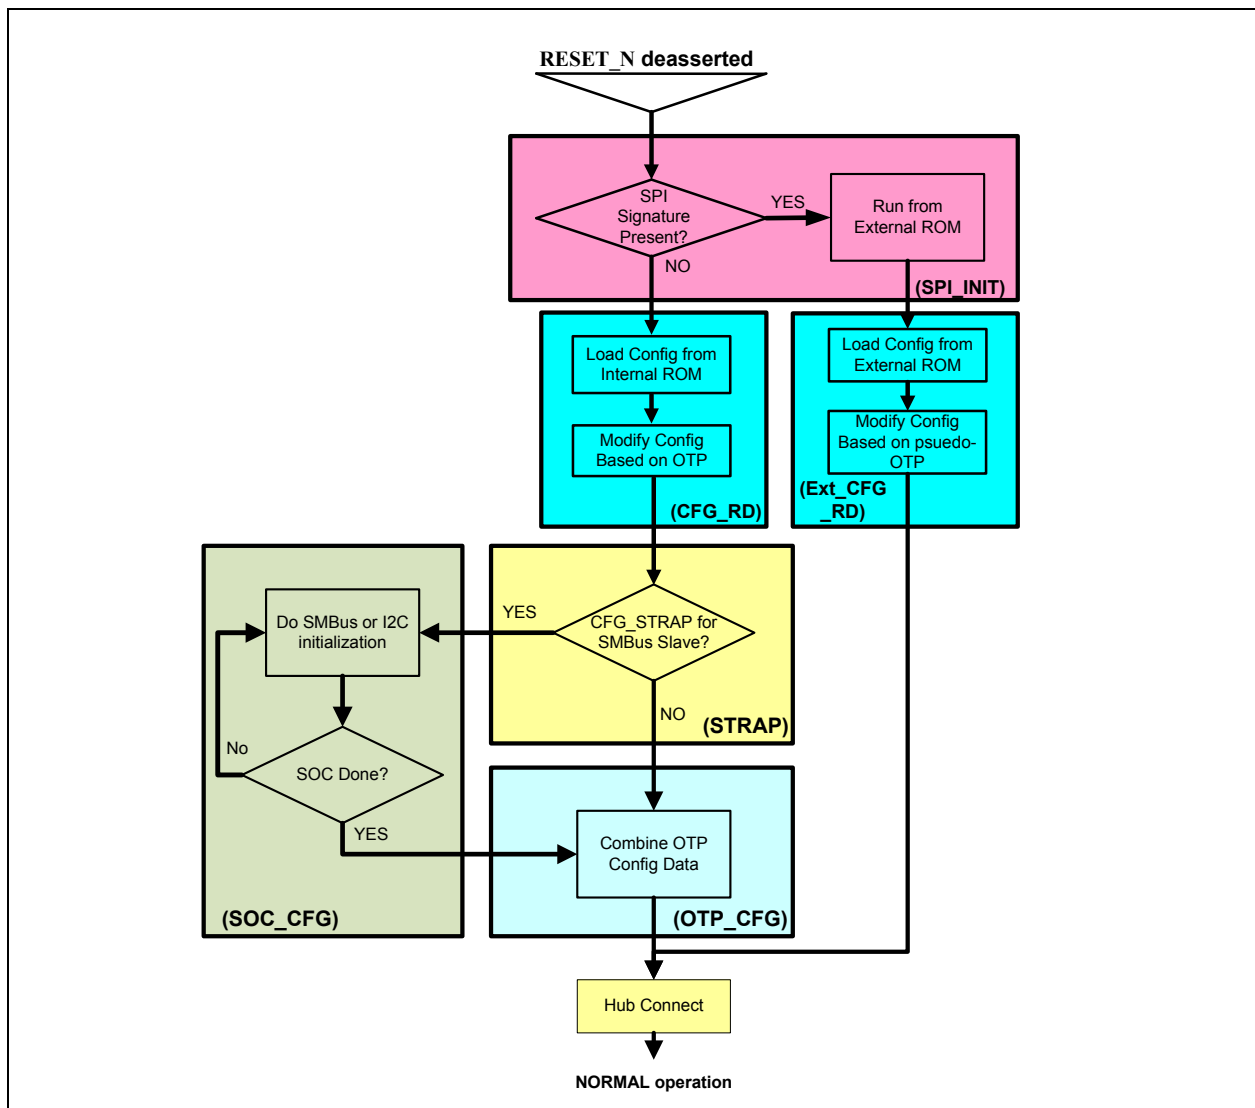 RESET_N deasserted
SPI
Signature
Present?
YES
Run from
External ROM
NO
(SPI_INIT)
Load Config from
Internal ROM
Load Config from
External ROM
Modify Config
Based on OTP
Modify Config
Based on psuedo-
OTP
(CFG_RD)
(Ext_CFG
_RD)
Do SMBus or I2C
initialization
YES
CFG_STRAP for
SMBus Slave?
NO
(STRAP)
No
SOC Done?
YES
Combine OTP
Config Data
(SOC_CFG)
(OTP_CFG)
Hub Connect
NORMAL operation